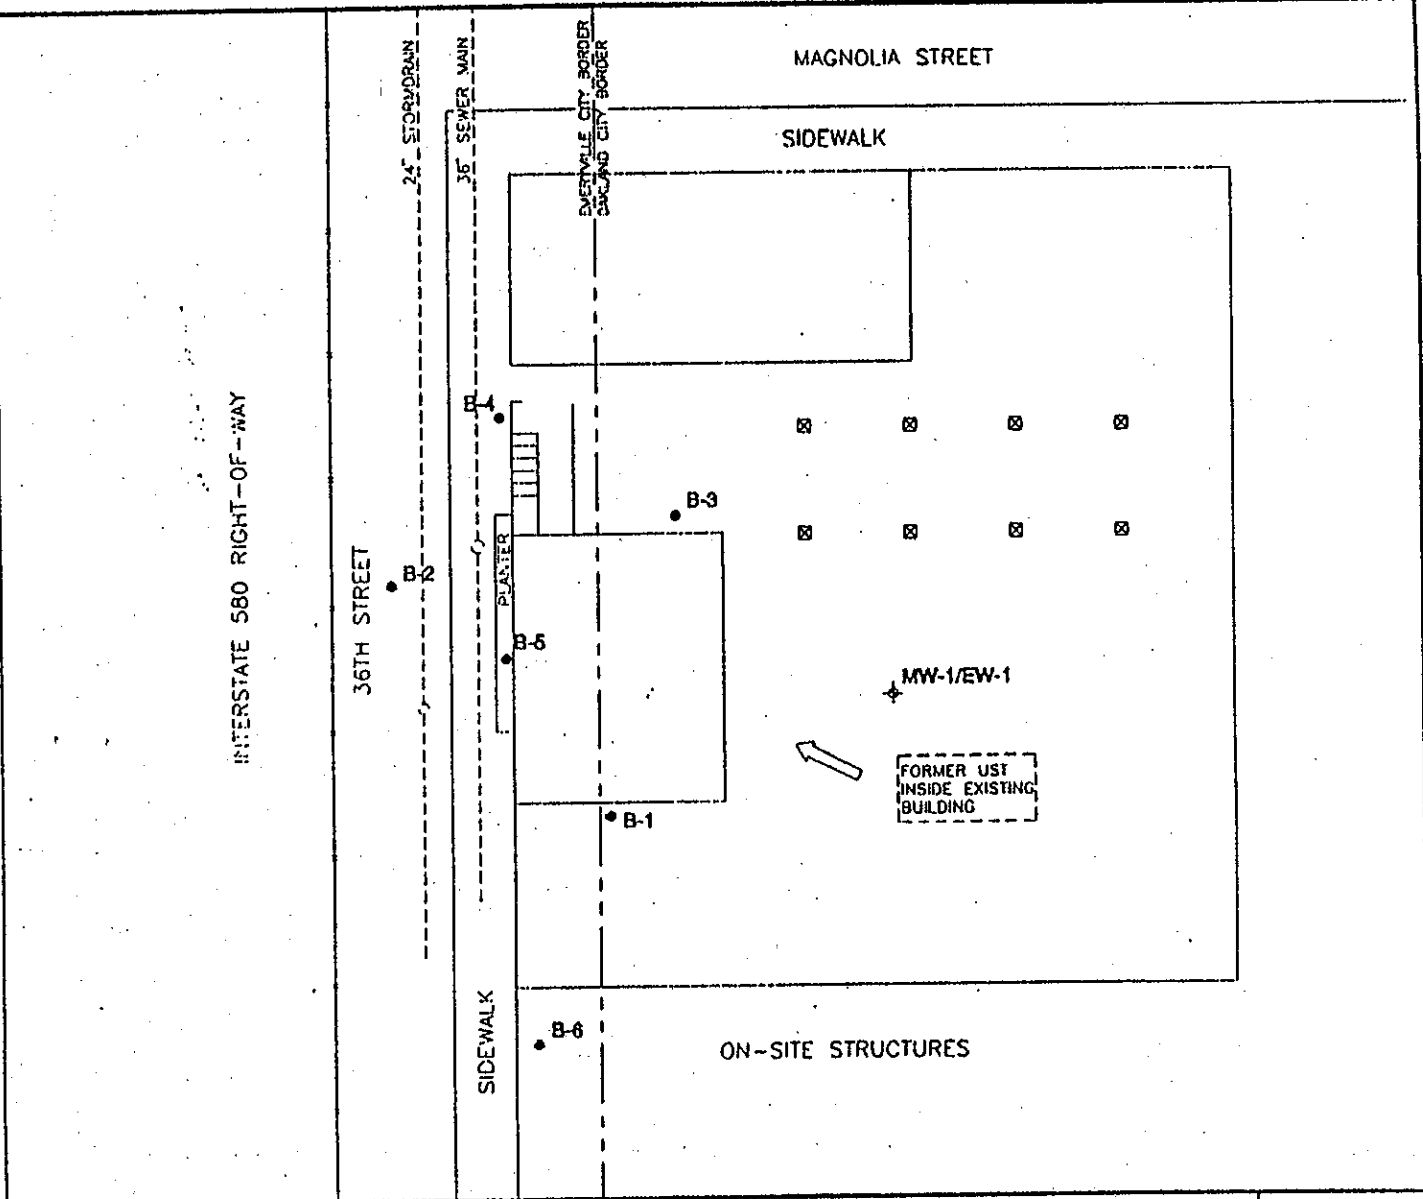 MAGNOLIA STREET
SIDEWALK
24" STORMDRAIN
36" SEWER MAIN
EMERYVILLE CITY BORDER
OAKLAND CITY BORDER
INTERSTATE 580 RIGHT-OF-WAY
36TH STREET
B-4
B-3
B-2
PLANTER
B-5
MW-1/EW-1
FORMER UST
INSIDE EXISTING
BUILDING
B-1
SIDEWALK
B-6
ON-SITE STRUCTURES